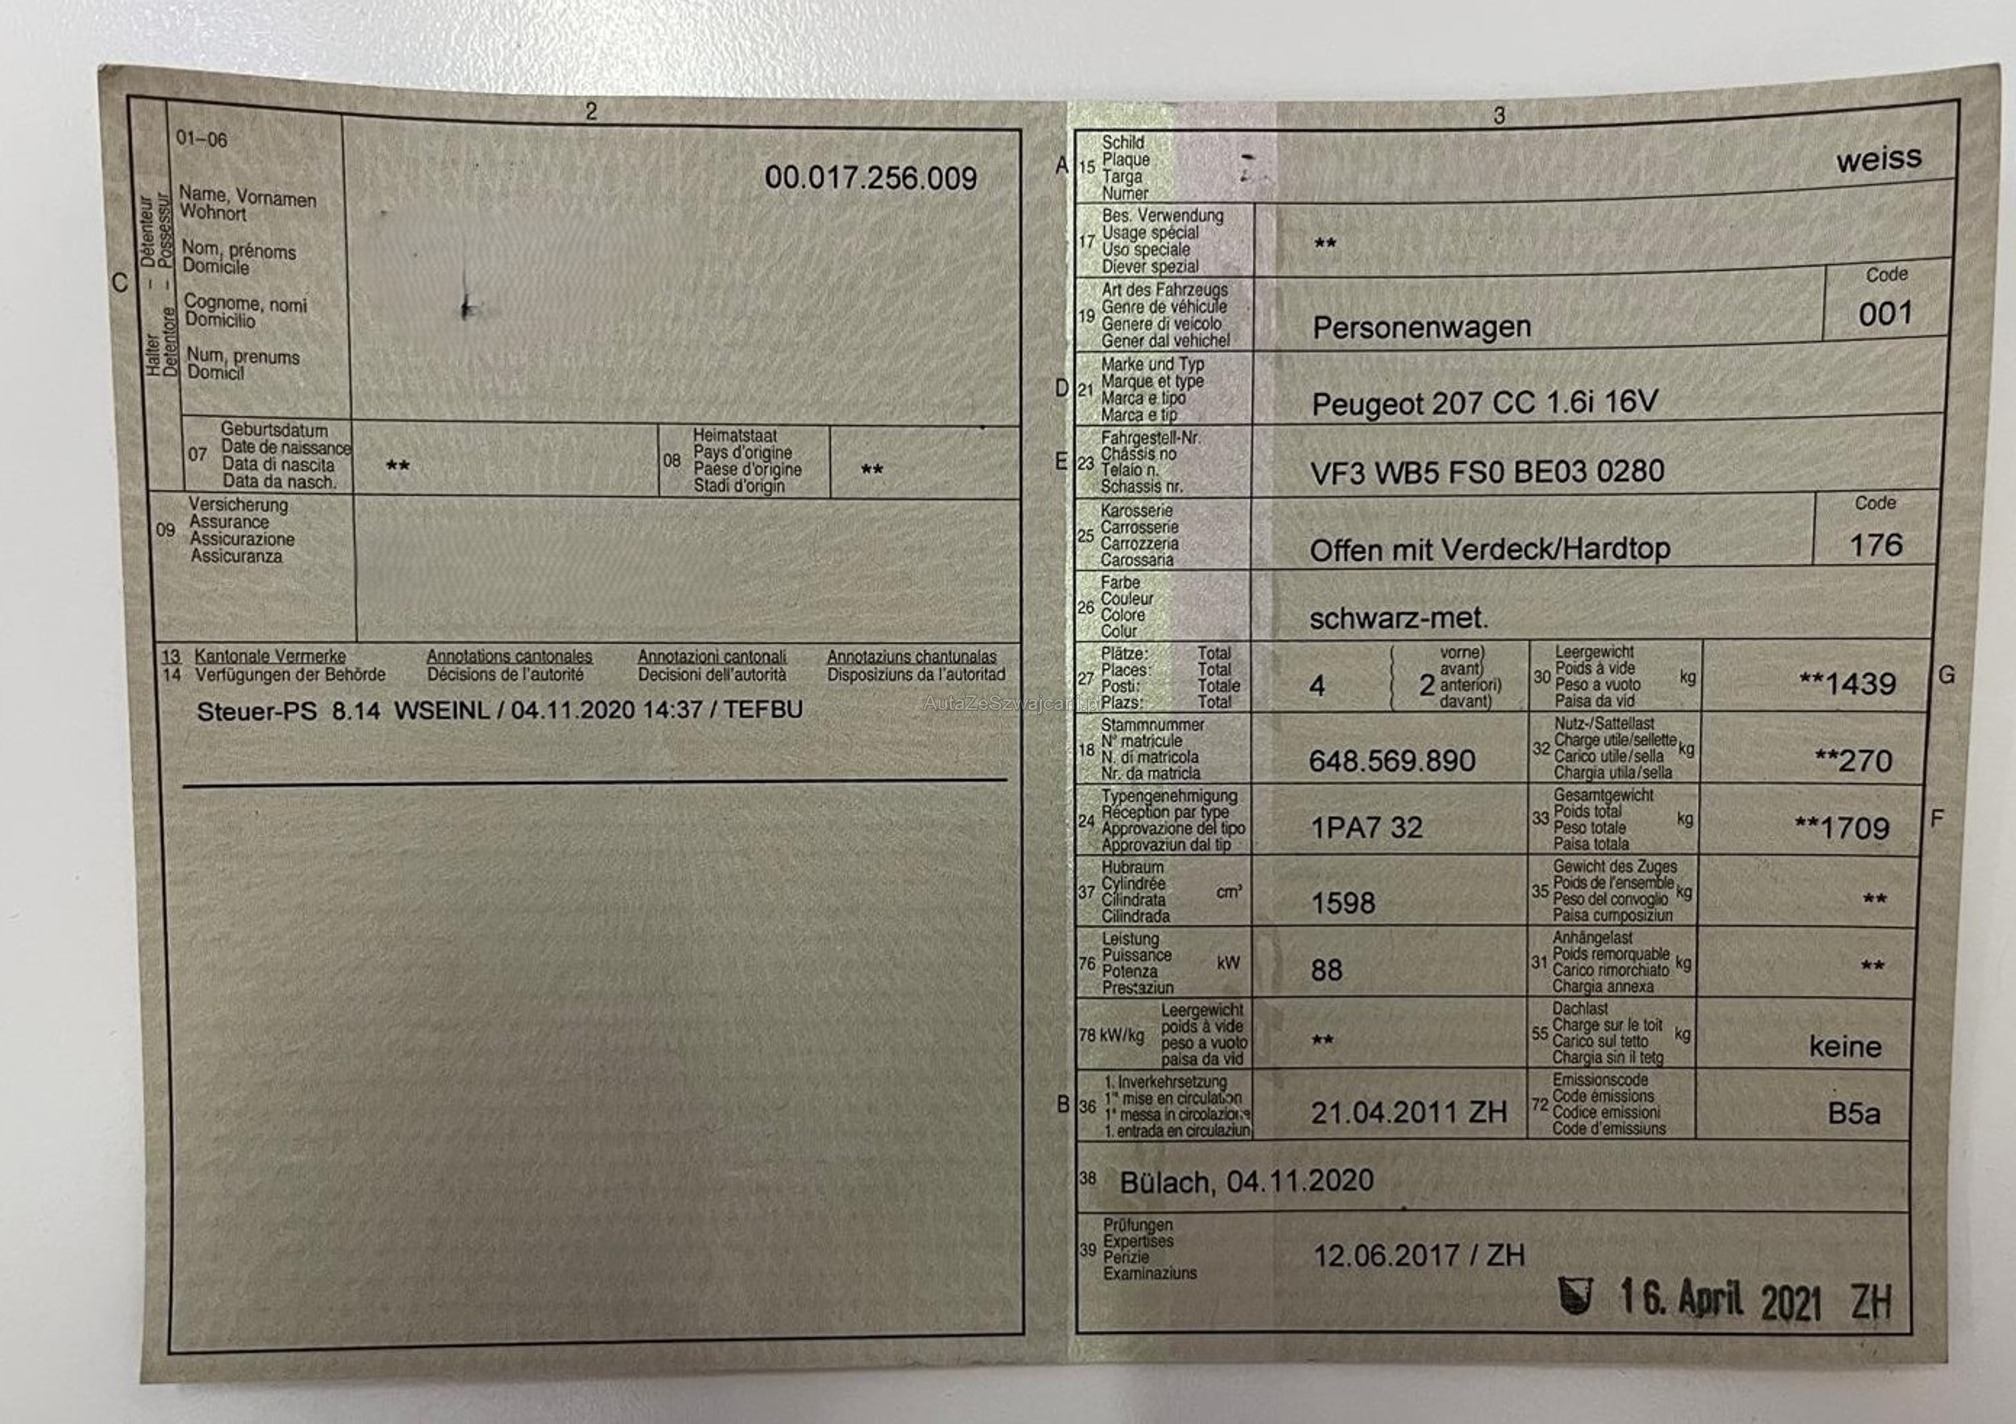 2
01–06
00.017.256.009
Name, Vornamen
Wohnort
Nom, prénoms
Domicile
Cognome, nomi
Domicilio
Num, prenums
Domicil
C
Halter – Détenteur
Detentore – Possessur
07
Geburtsdatum
Date de naissance
Data di nascita
Data da nasch.
**
08
Heimatstaat
Pays d'origine
Paese d'origine
Stadi d'origin
**
09
Versicherung
Assurance
Assicurazione
Assicuranza
13 Kantonale Vermerke Annotations cantonales Annotazioni cantonali Annotaziuns chantunalas
14 Verfügungen der Behörde Décisions de l'autorité Decisioni dell'autorità Disposiziuns da l'autoritad
Steuer-PS 8.14 WSEINL / 04.11.2020 14:37 / TEFBU
3
A 15
Schild
Plaque
Targa
Numer
weiss
17
Bes. Verwendung
Usage spécial
Uso speciale
Diever spezial
**
19
Art des Fahrzeugs
Genre de véhicule
Genere di veicolo
Gener dal vehichel
Personenwagen
Code
001
D 21
Marke und Typ
Marque et type
Marca e tipo
Marca e tip
Peugeot 207 CC 1.6i 16V
E 23
Fahrgestell-Nr.
Châssis no
Telaio n.
Schassis nr.
VF3 WB5 FS0 BE03 0280
25
Karosserie
Carrosserie
Carrozzeria
Carossaria
Offen mit Verdeck/Hardtop
Code
176
26
Farbe
Couleur
Colore
Colur
schwarz-met.
27
Plätze: Total
Places: Total
Posti: Totale
Plazs: Total
4
2
vorne)
avant)
anteriori)
davant)
30
Leergewicht
Poids à vide
Peso a vuoto
Paisa da vid
kg
**1439
G
18
Stammnummer
N° matricule
N. di matricola
Nr. da matricla
648.569.890
32
Nutz-/Sattellast
Charge utile/sellette
Carico utile/sella
Chargia utila/sella
kg
**270
24
Typengenehmigung
Réception par type
Approvazione del tipo
Approvaziun dal tip
1PA7 32
33
Gesamtgewicht
Poids total
Peso totale
Paisa totala
kg
**1709
F
37
Hubraum
Cylindrée
Cilindrata
Cilindrada
cm³
1598
35
Gewicht des Zuges
Poids de l'ensemble
Peso del convoglio
Paisa cumposiziun
kg
**
76
Leistung
Puissance
Potenza
Prestaziun
kW
88
31
Anhängelast
Poids remorquable
Carico rimorchiato
Chargia annexa
kg
**
78 kW/kg
Leergewicht
poids à vide
peso a vuoto
paisa da vid
**
55
Dachlast
Charge sur le toit
Carico sul tetto
Chargia sin il tetg
kg
keine
B 36
1. Inverkehrsetzung
1re mise en circulation
1a messa in circolazione
1. entrada en circulaziun
21.04.2011 ZH
72
Emissionscode
Code émissions
Codice emissioni
Code d'emissiuns
B5a
38 Bülach, 04.11.2020
39
Prüfungen
Expertises
Perizie
Examinaziuns
12.06.2017 / ZH
16. April 2021 ZH